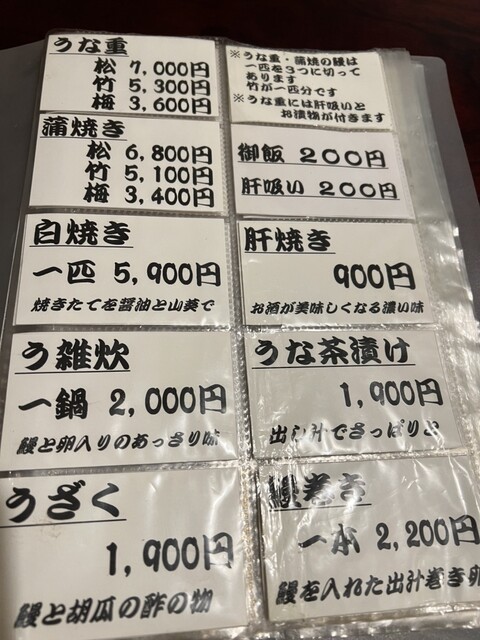 うな重
松 7,000円
竹 5,300円
梅 3,600円
※うな重・蒲焼の鰻は
一匹を3つに切って
あります
竹が一匹分です
※うな重には肝吸いと
お漬物が付きます
蒲焼き
松 6,800円
竹 5,100円
梅 3,400円
御飯 200円
肝吸い 200円
白焼き
一匹 5,900円
焼きたてを醤油と山葵で
肝焼き
900円
お酒が美味しくなる濃い味
う雑炊
一鍋 2,000円
鰻と卵入りのあっさり味
うな茶漬け
1,900円
出し汁でさっぱりと
うざく
1,900円
鰻と胡瓜の酢の物
鰻巻き
一本 2,200円
鰻を入れた出汁巻き卵